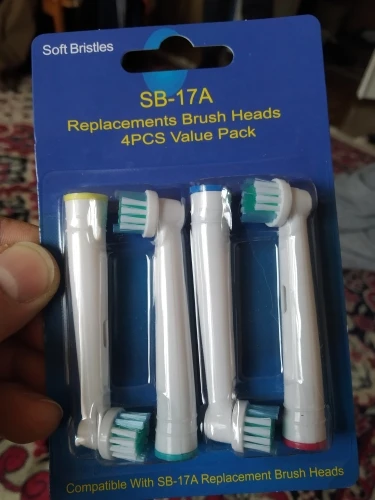 Soft Bristles
SB-17A
Replacements Brush Heads
4PCS Value Pack
Compatible With SB-17A Replacement Brush Heads